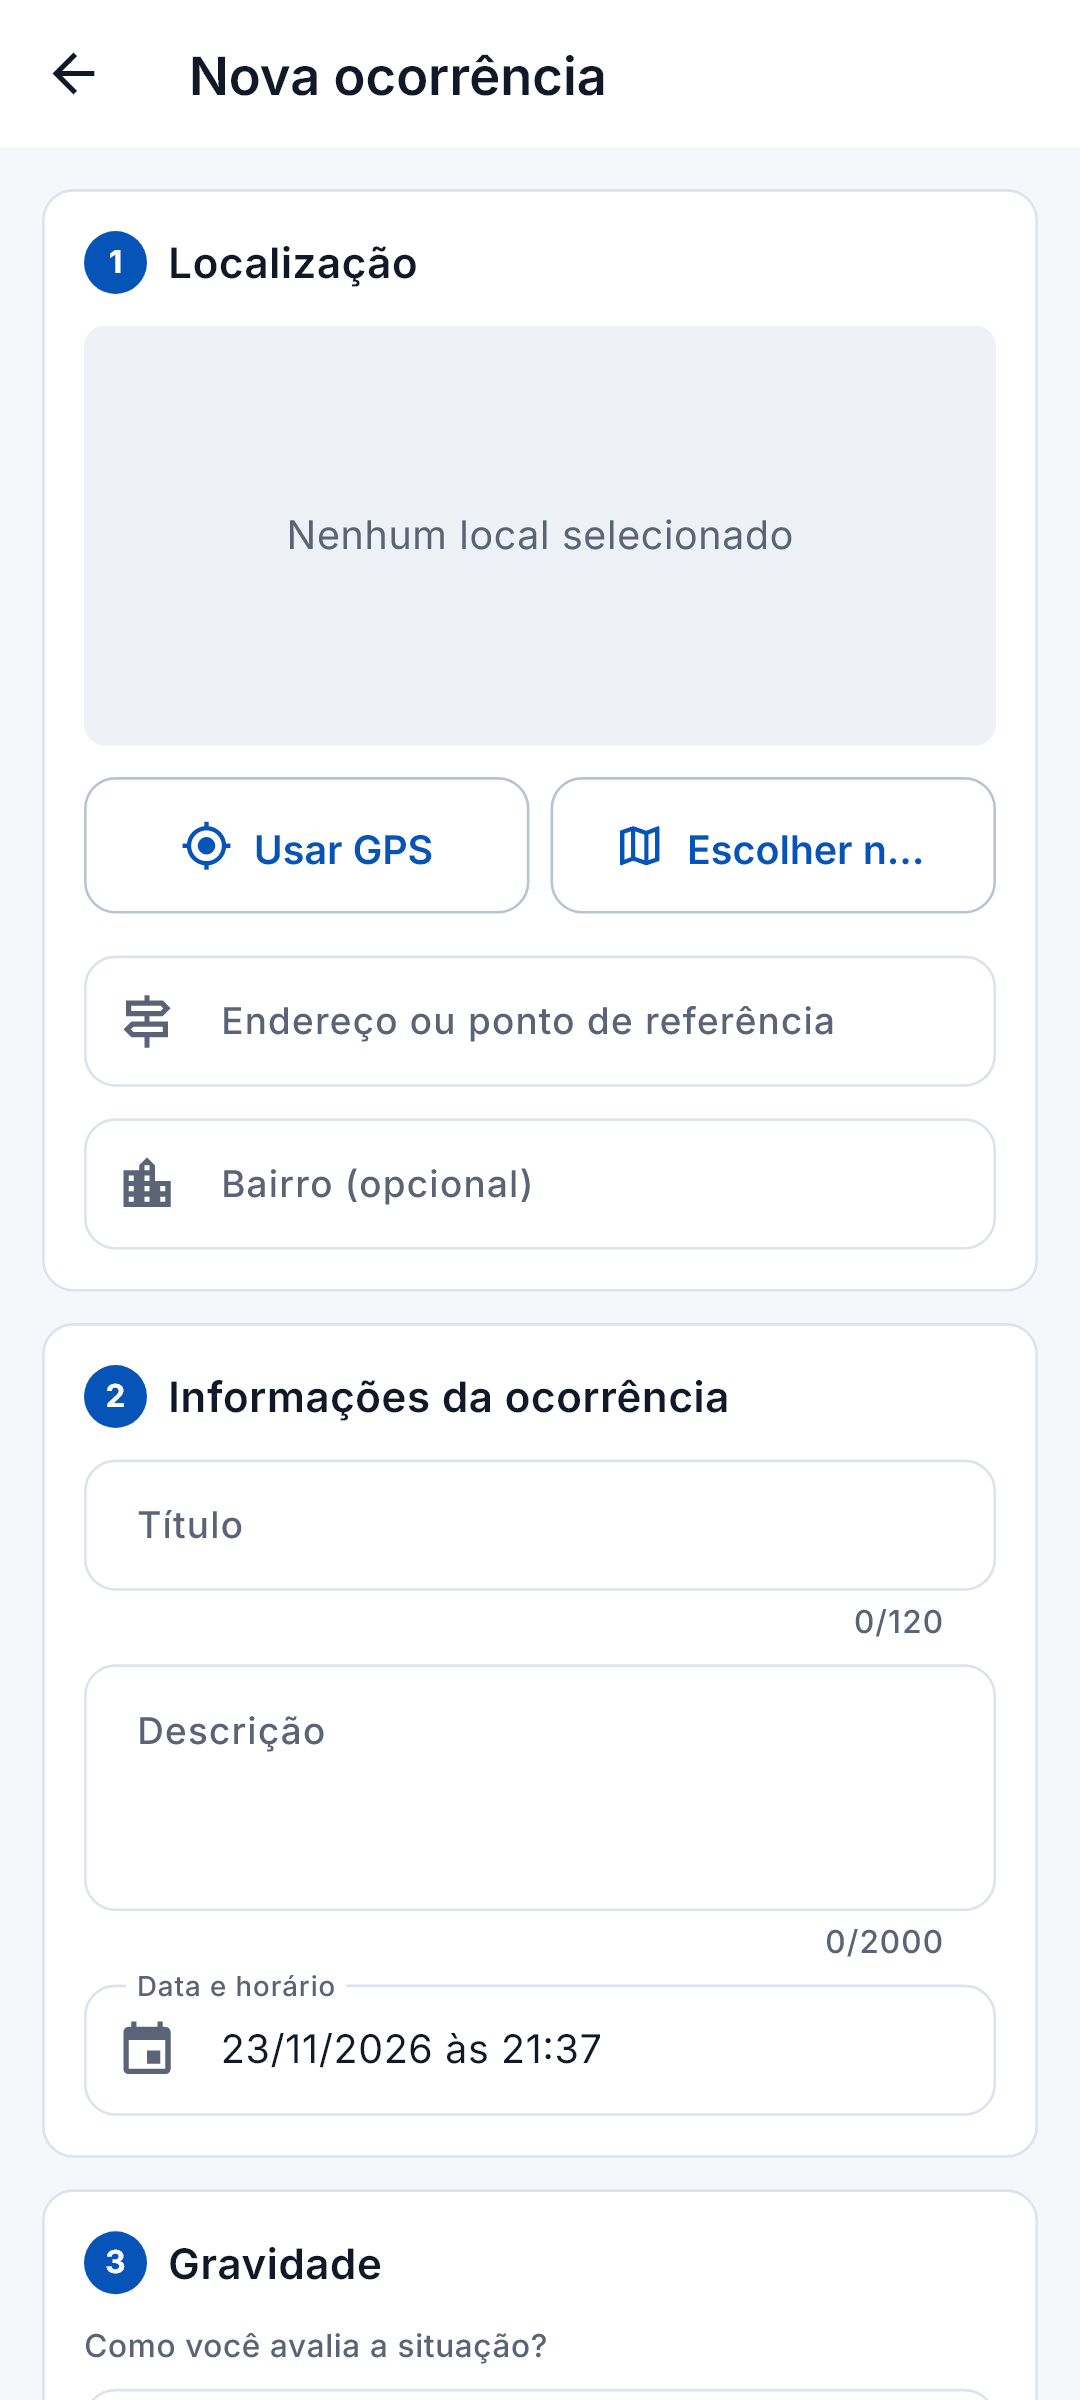 Nova ocorrência
1 Localização
Nenhum local selecionado
Usar GPS
Escolher n...
Endereço ou ponto de referência
Bairro (opcional)
2 Informações da ocorrência
Título
0/120
Descrição
0/2000
Data e horário
23/11/2026 às 21:37
3 Gravidade
Como você avalia a situação?